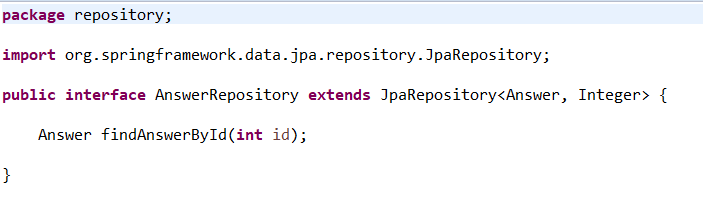 package repository;
import org.springframework.data.jpa.repository.JpaRepository;
public interface AnswerRepository extends JpaRepository<Answer, Integer> {
Answer findAnswerById(int id);
}